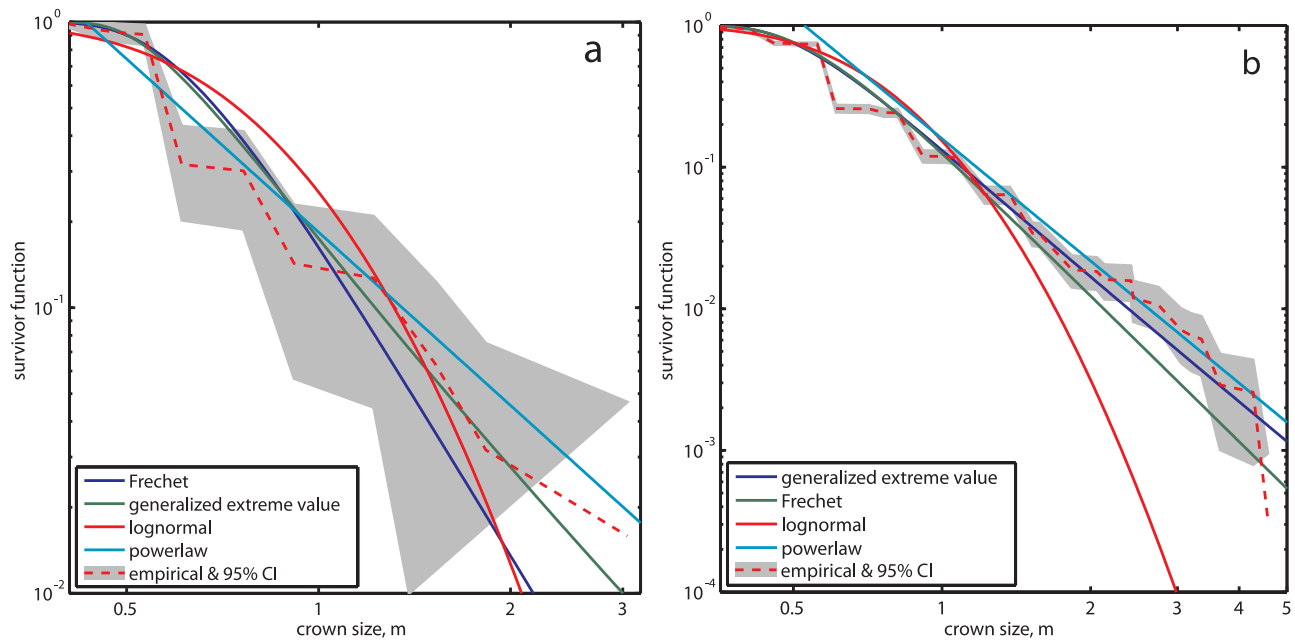 a
survivor function
10^0
10^-1
10^-2
0.5
1
2
3
crown size, m
Frechet
generalized extreme value
lognormal
powerlaw
empirical & 95% CI
b
survivor function
10^0
10^-1
10^-2
10^-3
10^-4
0.5
1
2
3
4
5
crown size, m
generalized extreme value
Frechet
lognormal
powerlaw
empirical & 95% CI